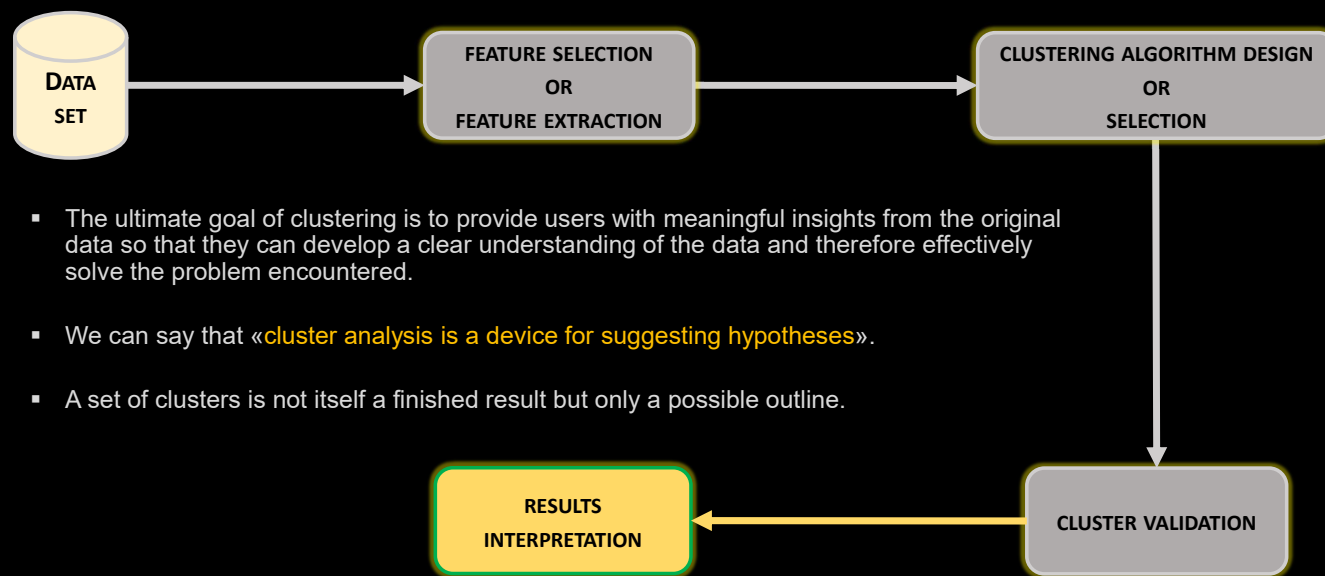 DATA
SET
FEATURE SELECTION
OR
FEATURE EXTRACTION
CLUSTERING ALGORITHM DESIGN
OR
SELECTION
▪ The ultimate goal of clustering is to provide users with meaningful insights from the original
data so that they can develop a clear understanding of the data and therefore effectively
solve the problem encountered.
▪ We can say that «cluster analysis is a device for suggesting hypotheses».
▪ A set of clusters is not itself a finished result but only a possible outline.
RESULTS
INTERPRETATION
CLUSTER VALIDATION